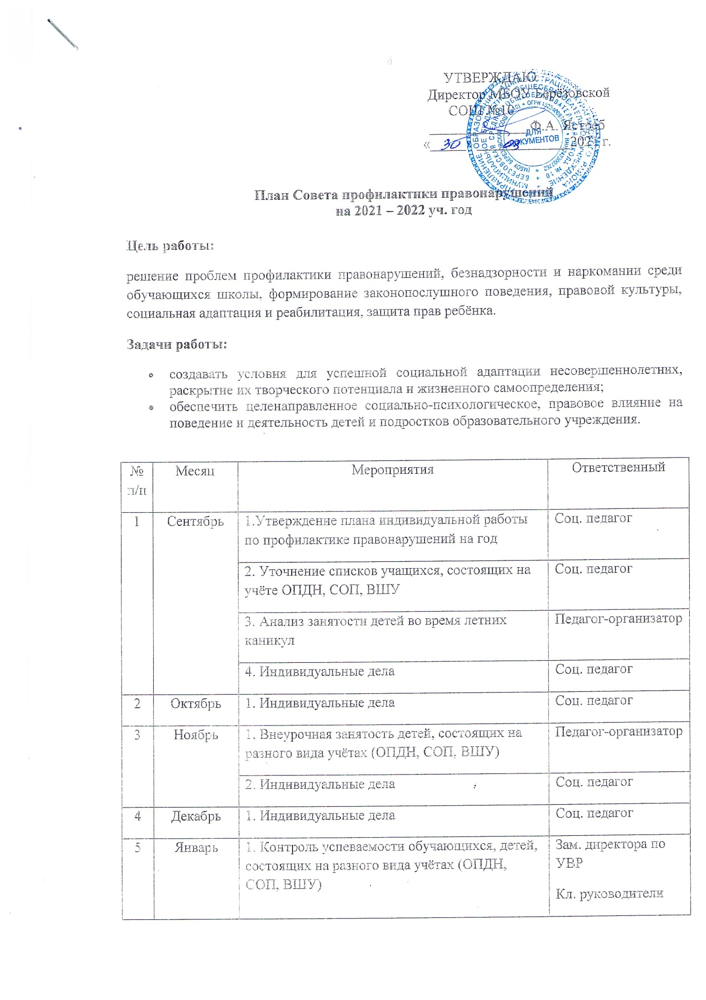 УТВЕРЖДАЮ
Директор МБОУ Берёзовской
СОШ №10
Ф.А. Ястреб
« 30 » 08 2021 г.
ДЛЯ
ДОКУМЕНТОВ
План Совета профилактики правонарушений
на 2021 – 2022 уч. год
Цель работы:
решение проблем профилактики правонарушений, безнадзорности и наркомании среди
обучающихся школы, формирование законопослушного поведения, правовой культуры,
социальная адаптация и реабилитация, защита прав ребёнка.
Задачи работы:
• создавать условия для успешной социальной адаптации несовершеннолетних,
раскрытие их творческого потенциала и жизненного самоопределения;
• обеспечить целенаправленное социально-психологическое, правовое влияние на
поведение и деятельность детей и подростков образовательного учреждения.
№ Месяц Мероприятия Ответственный
п/п
1 Сентябрь 1.Утверждение плана индивидуальной работы Соц. педагог
по профилактике правонарушений на год
2. Уточнение списков учащихся, состоящих на Соц. педагог
учёте ОПДН, СОП, ВШУ
3. Анализ занятости детей во время летних Педагог-организатор
каникул
4. Индивидуальные дела Соц. педагог
2 Октябрь 1. Индивидуальные дела Соц. педагог
3 Ноябрь 1. Внеурочная занятость детей, состоящих на Педагог-организатор
разного вида учётах (ОПДН, СОП, ВШУ)
2. Индивидуальные дела Соц. педагог
4 Декабрь 1. Индивидуальные дела Соц. педагог
5 Январь 1. Контроль успеваемости обучающихся, детей, Зам. директора по
состоящих на разного вида учётах (ОПДН, УВР
СОП, ВШУ)
Кл. руководители